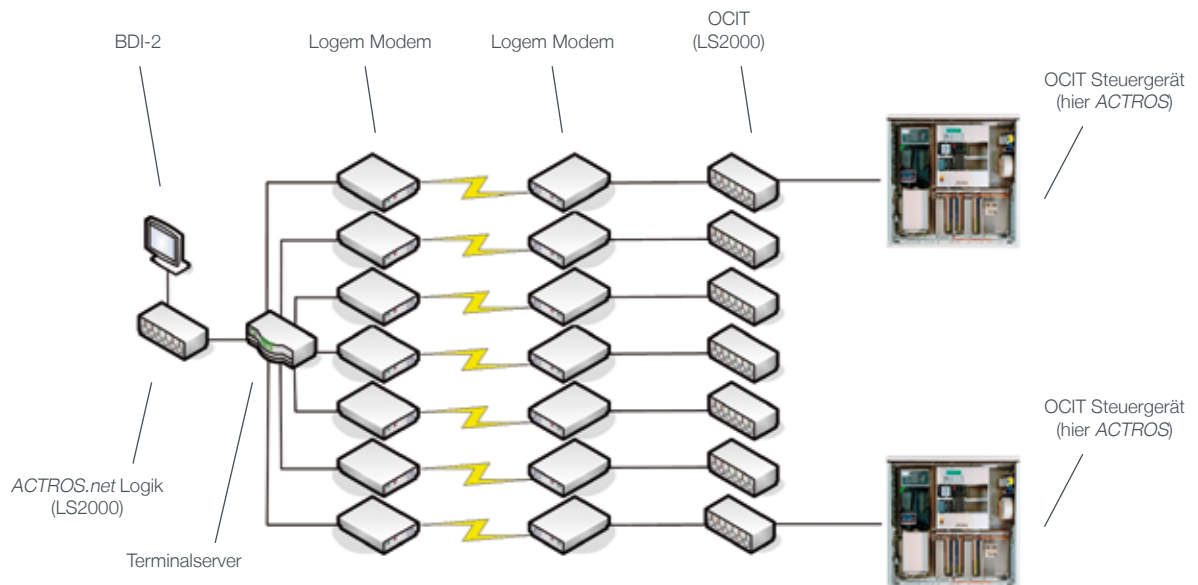 BDI-2
Logem Modem
Logem Modem
OCIT
(LS2000)
OCIT Steuergerät
(hier ACTROS)
OCIT Steuergerät
(hier ACTROS)
ACTROS.net Logik
(LS2000)
Terminalserver